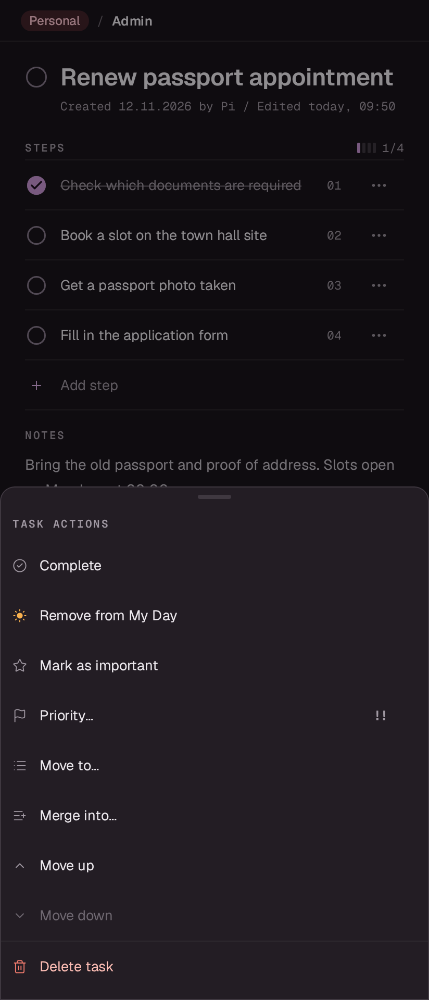 Personal / Admin
Renew passport appointment
Created 12.11.2026 by Pi / Edited today, 09:50
STEPS 1/4
Check which documents are required 01
Book a slot on the town hall site 02
Get a passport photo taken 03
Fill in the application form 04
+ Add step
NOTES
Bring the old passport and proof of address. Slots open
TASK ACTIONS
Complete
Remove from My Day
Mark as important
Priority… !!
Move to…
Merge into…
Move up
Move down
Delete task